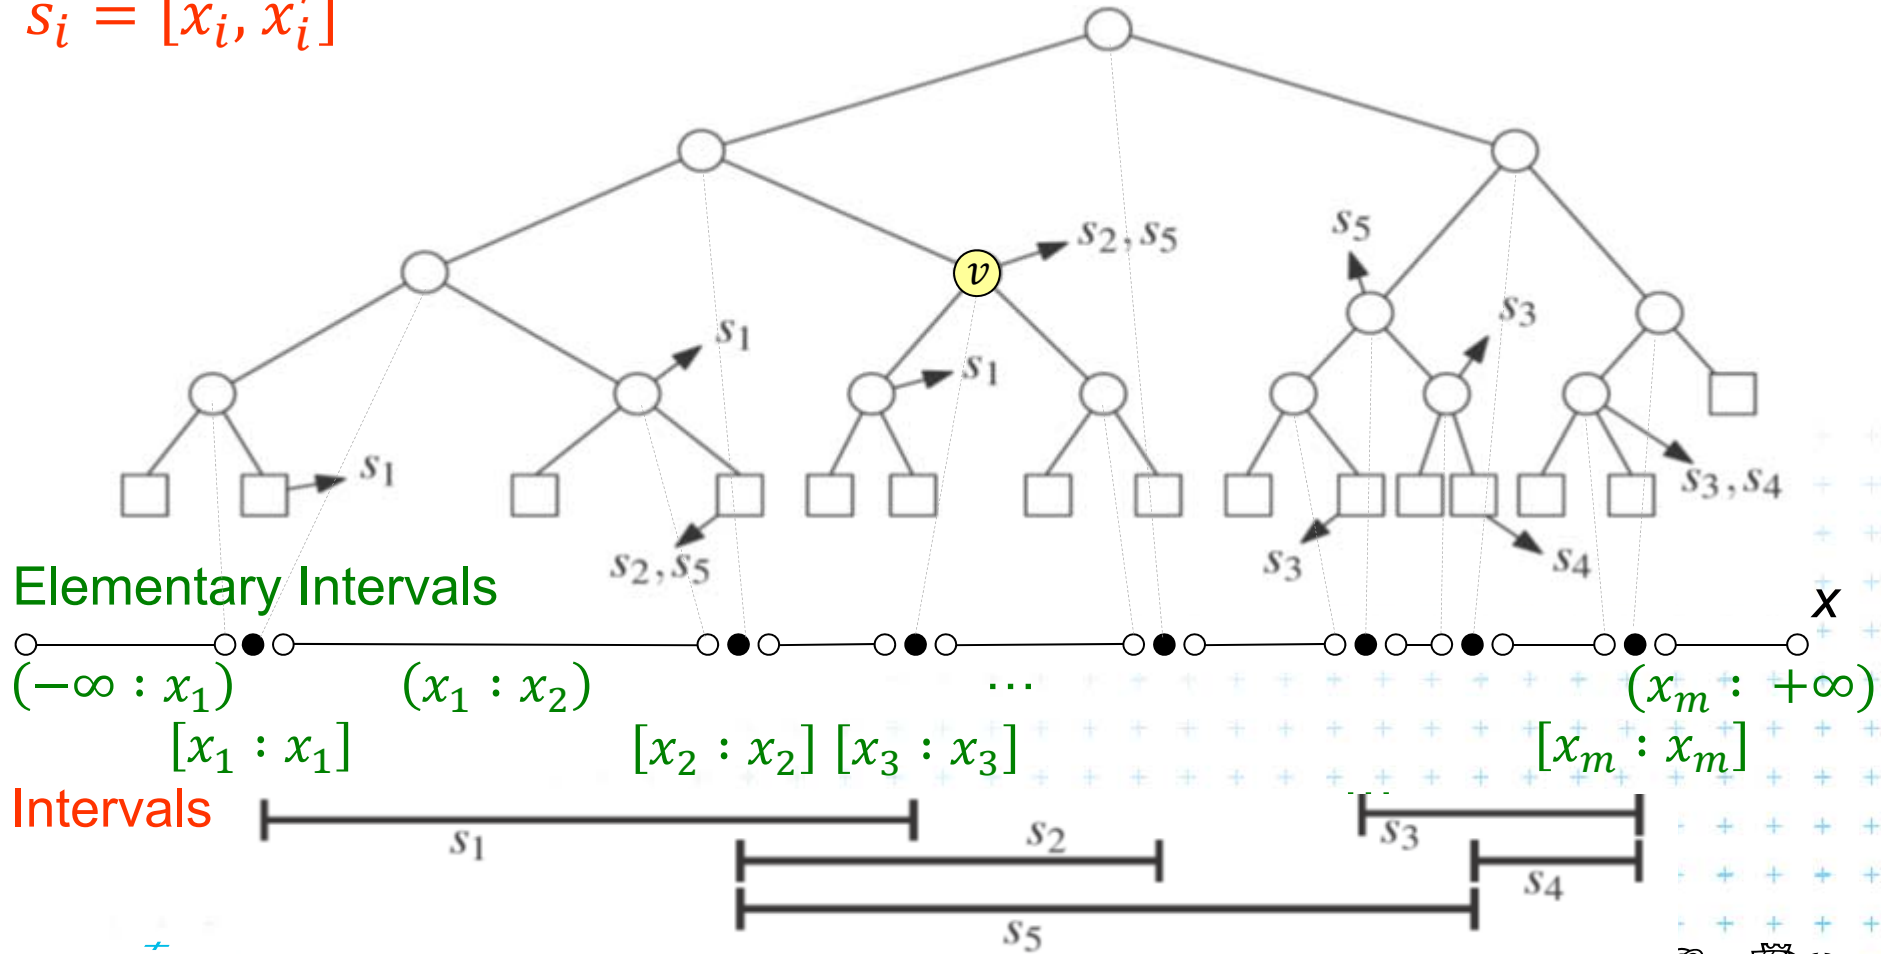 sᵢ = [xᵢ, x′ᵢ]
v
s₂, s₅
s₅
s₃
s₁
s₁
s₁
s₃, s₄
s₂, s₅
s₃
s₄
Elementary Intervals
x
(−∞ : x₁)
(x₁ : x₂)
...
(xₘ : +∞)
[x₁ : x₁]
[x₂ : x₂] [x₃ : x₃]
[xₘ : xₘ]
...
Intervals
s₁
s₂
s₃
s₄
s₅